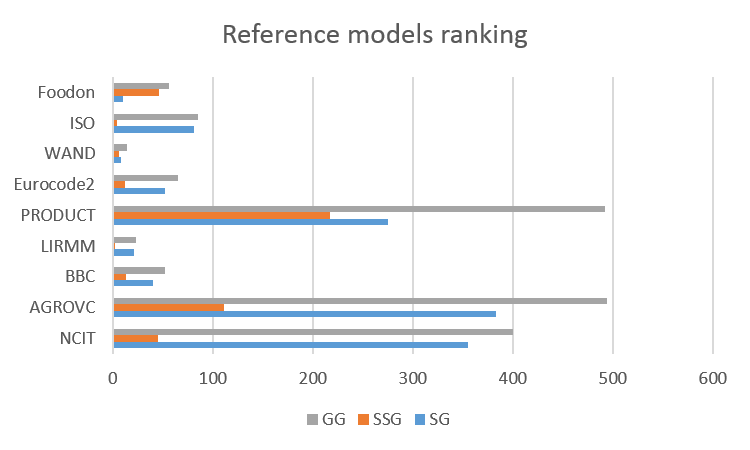 Reference models ranking
Foodon
ISO
WAND
Eurocode2
PRODUCT
LIRMM
BBC
AGROVC
NCIT
0 100 200 300 400 500 600
GG SSG SG